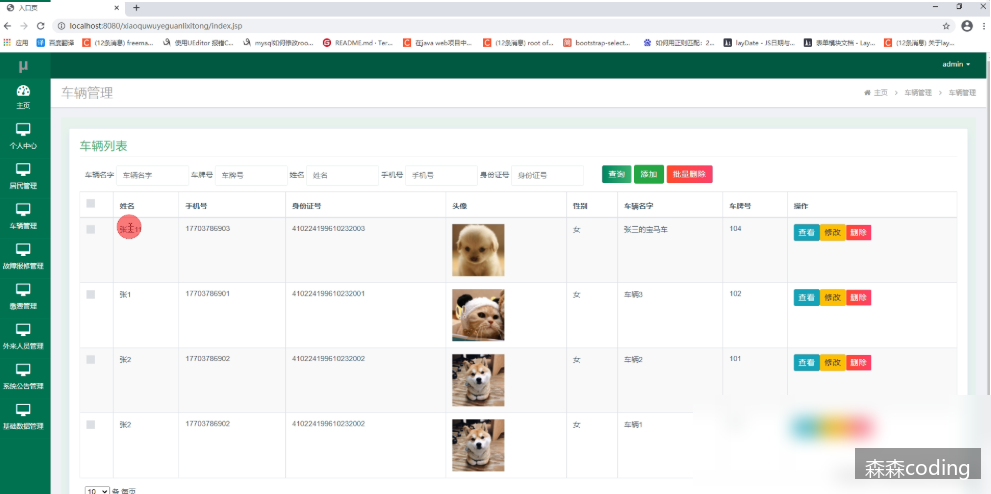 入口页
localhost:8080/xiaoquwuyeguanlixitong/index.jsp
应用 百度翻译 (12条消息) freema... 使用UEditor 报错C... mysql如何修改roo... README.md · Ter... 在java web项目中... (12条消息) root of... bootstrap-select... 如何用正则匹配：2... layDate - JS日期与... 表单模块文档 - Lay... (12条消息) 关于lay...
μ
admin
主页
个人中心
居民管理
车辆管理
故障报修管理
缴费管理
外来人员管理
系统公告管理
基础数据管理
车辆管理
主页 > 车辆管理 > 车辆管理
车辆列表
车辆名字 车辆名字 车牌号 车牌号 姓名 姓名 手机号 手机号 身份证号 身份证号 查询 添加 批量删除
姓名 手机号 身份证号 头像 性别 车辆名字 车牌号 操作
17703786903 410224199610232003 女 张三的宝马车 104 查看 修改 删除
张1 17703786901 410224199610232001 女 车辆3 102 查看 修改 删除
张2 17703786902 410224199610232002 女 车辆2 101 查看 修改 删除
张2 17703786902 410224199610232002 女 车辆1
10 条 每页
森森coding